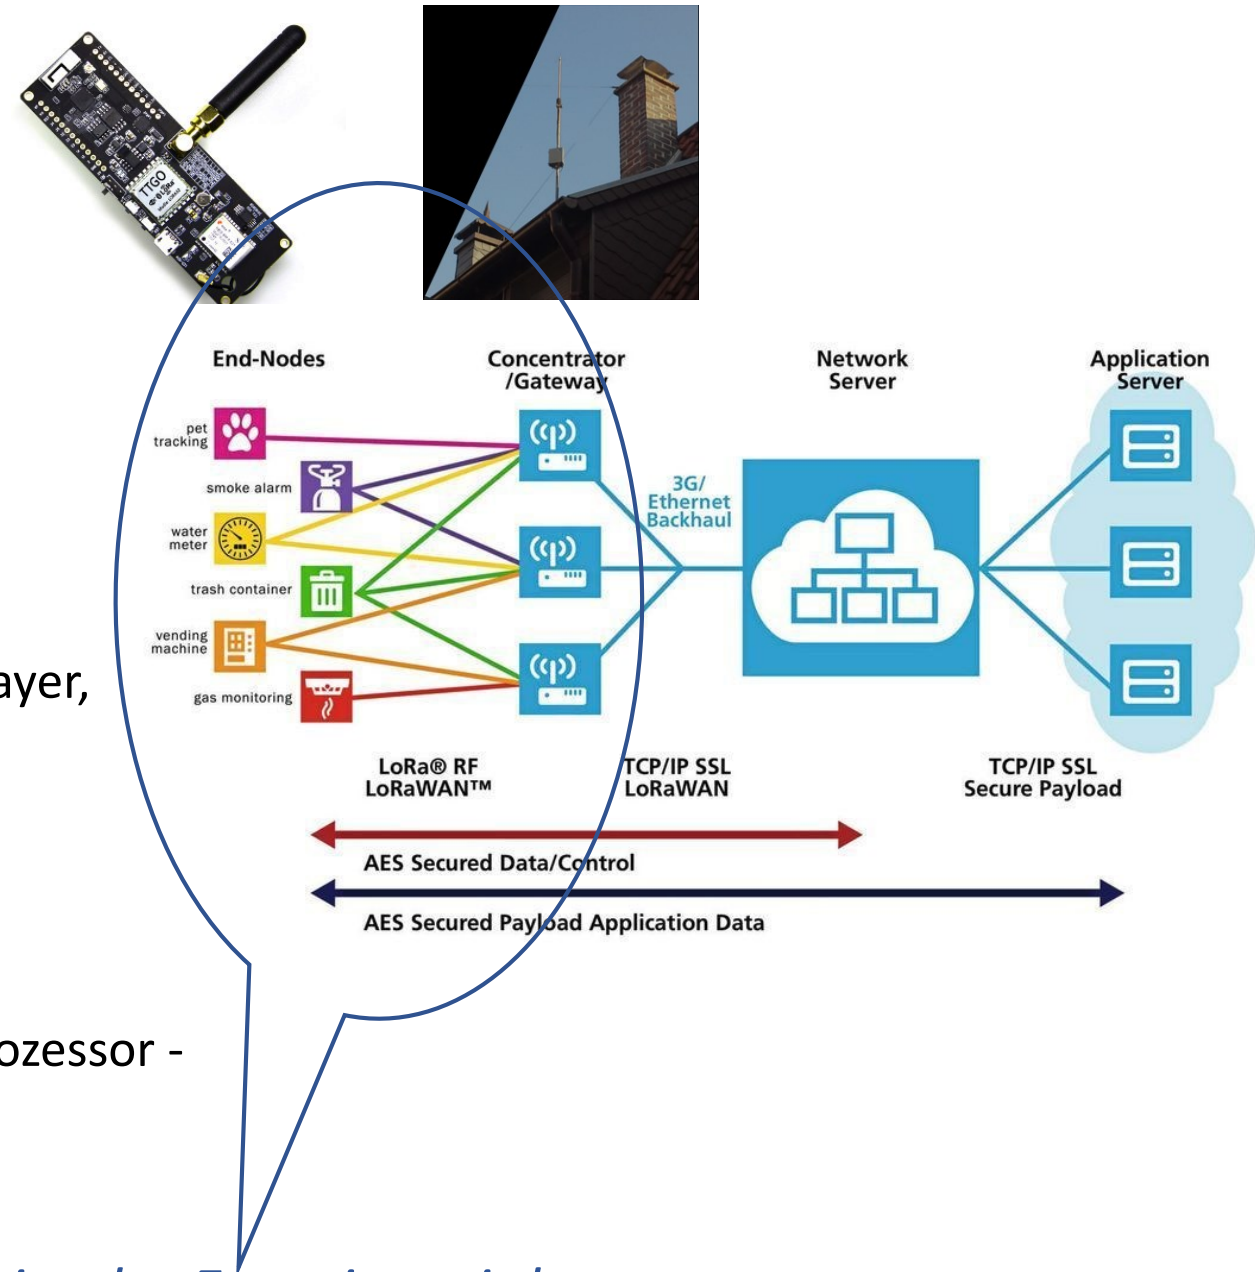 TTGO
End-Nodes
Concentrator
/Gateway
Network
Server
Application
Server
pet
tracking
smoke alarm
water
meter
trash container
vending
machine
gas monitoring
3G/
Ethernet
Backhaul
ayer,
LoRa® RF
LoRaWAN™
TCP/IP SSL
LoRaWAN
TCP/IP SSL
Secure Payload
AES Secured Data/Control
AES Secured Payload Application Data
ozessor -